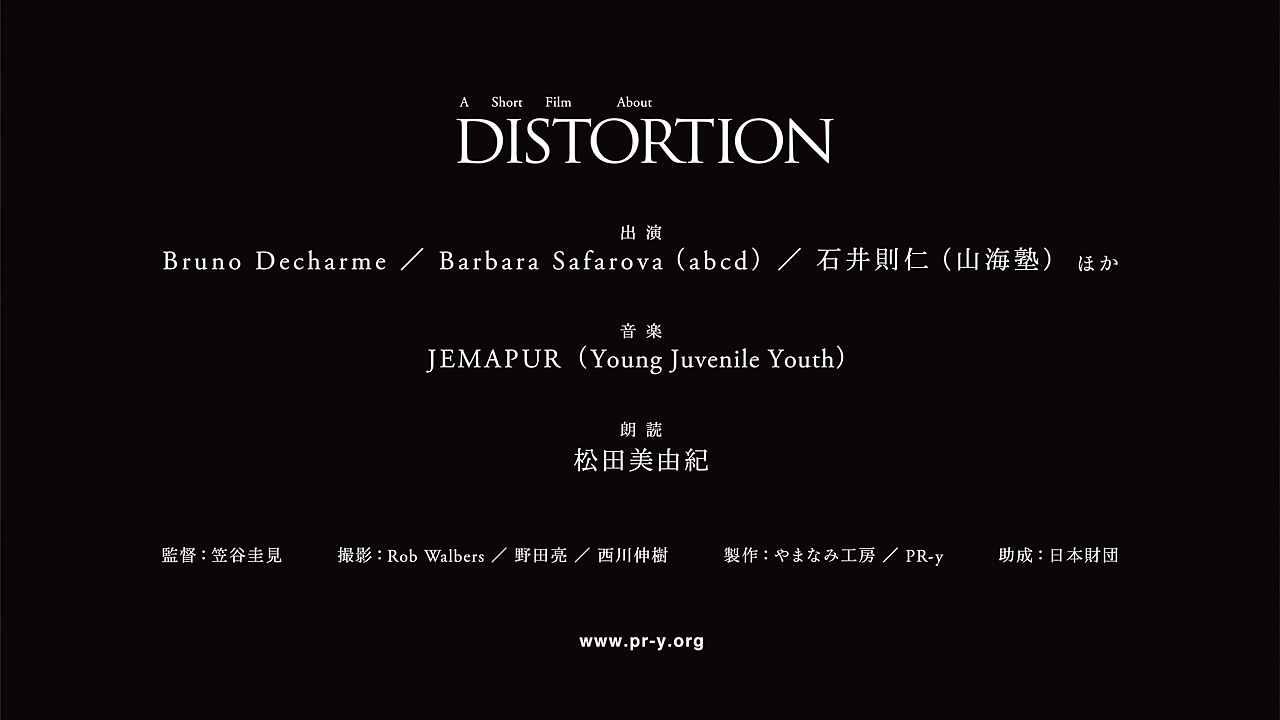 A Short Film About
DISTORTION
出演
Bruno Decharme ／ Barbara Safarova（abcd）／ 石井則仁（山海塾） ほか
音楽
JEMAPUR（Young Juvenile Youth）
朗読
松田美由紀
監督：笠谷圭見 撮影：Rob Walbers ／ 野田亮 ／ 西川伸樹 製作：やまなみ工房 ／ PR-y 助成：日本財団
www.pr-y.org